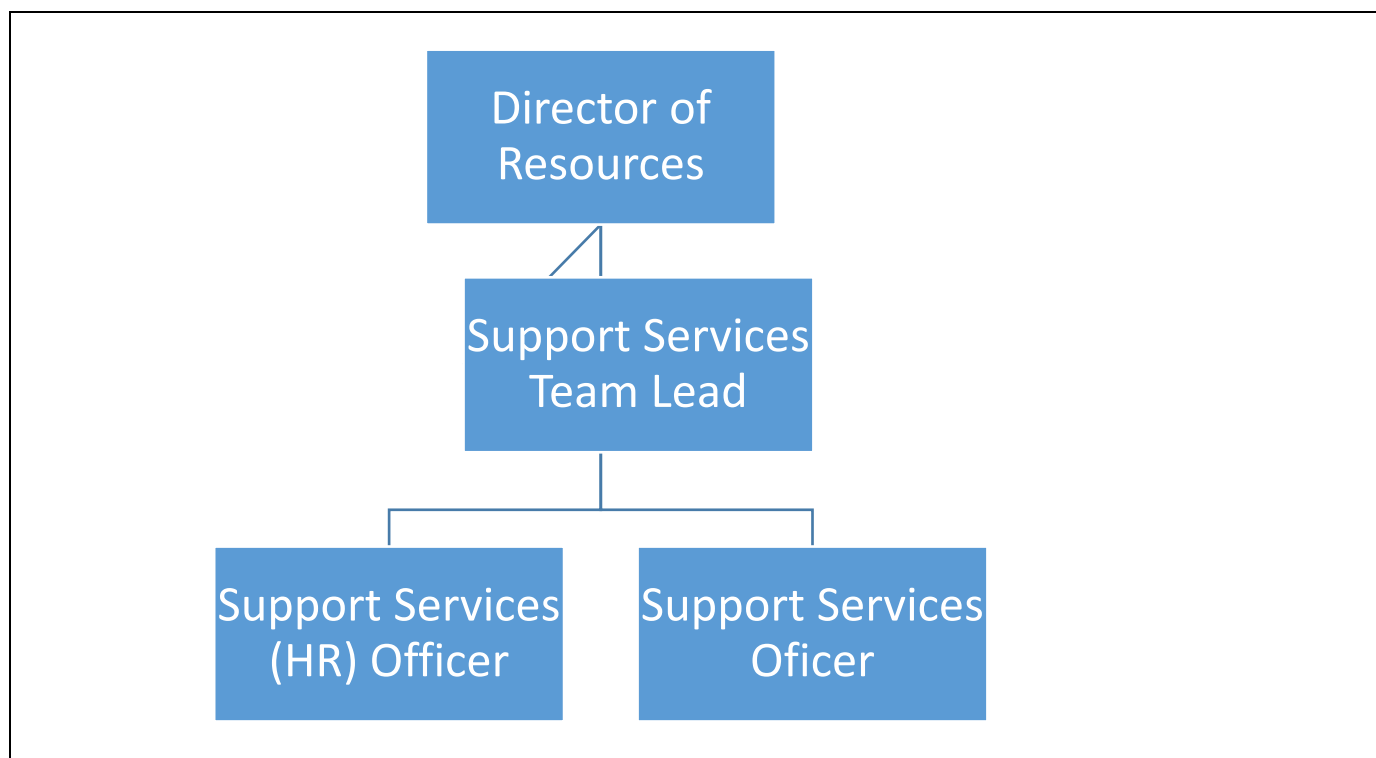 Director of
Resources
Support Services
Team Lead
Support Services
(HR) Officer
Support Services
Oficer